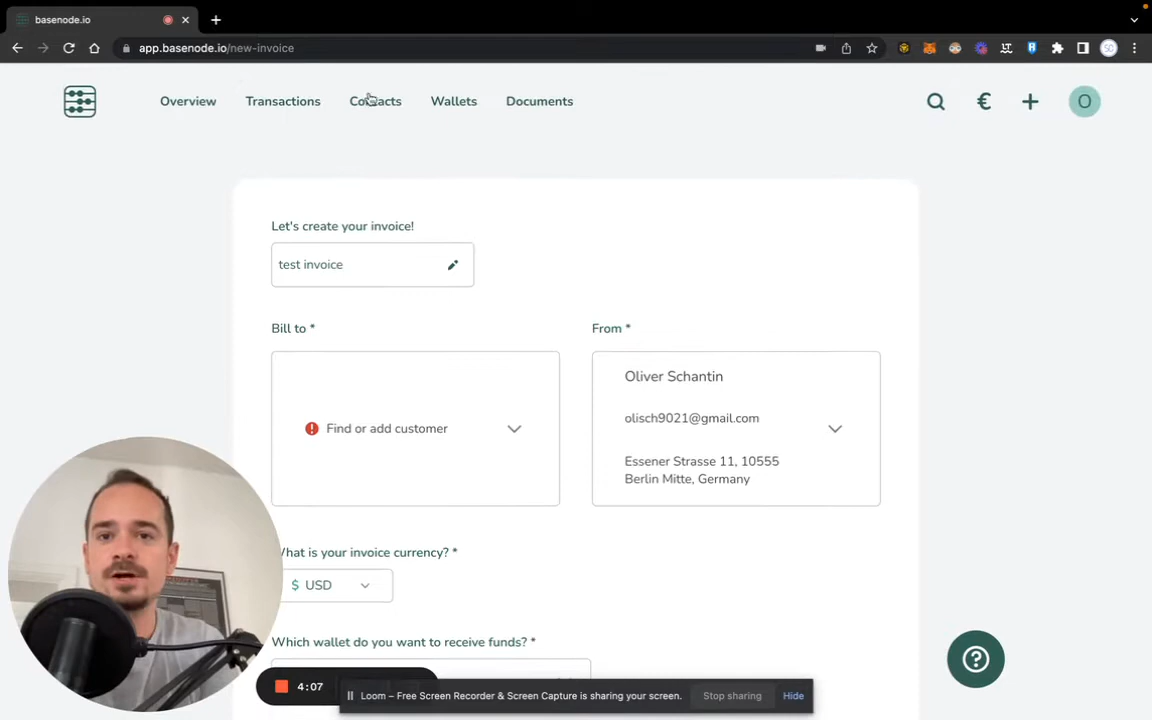 basenode.io
app.basenode.io/new-invoice
Overview Transactions Contacts Wallets Documents € O
Let's create your invoice!
test invoice
Bill to * From *
Find or add customer
Oliver Schantin
olisch9021@gmail.com
Essener Strasse 11, 10555
Berlin Mitte, Germany
What is your invoice currency? *
$ USD
Which wallet do you want to receive funds? *
4:07
Loom – Free Screen Recorder & Screen Capture is sharing your screen. Stop sharing Hide